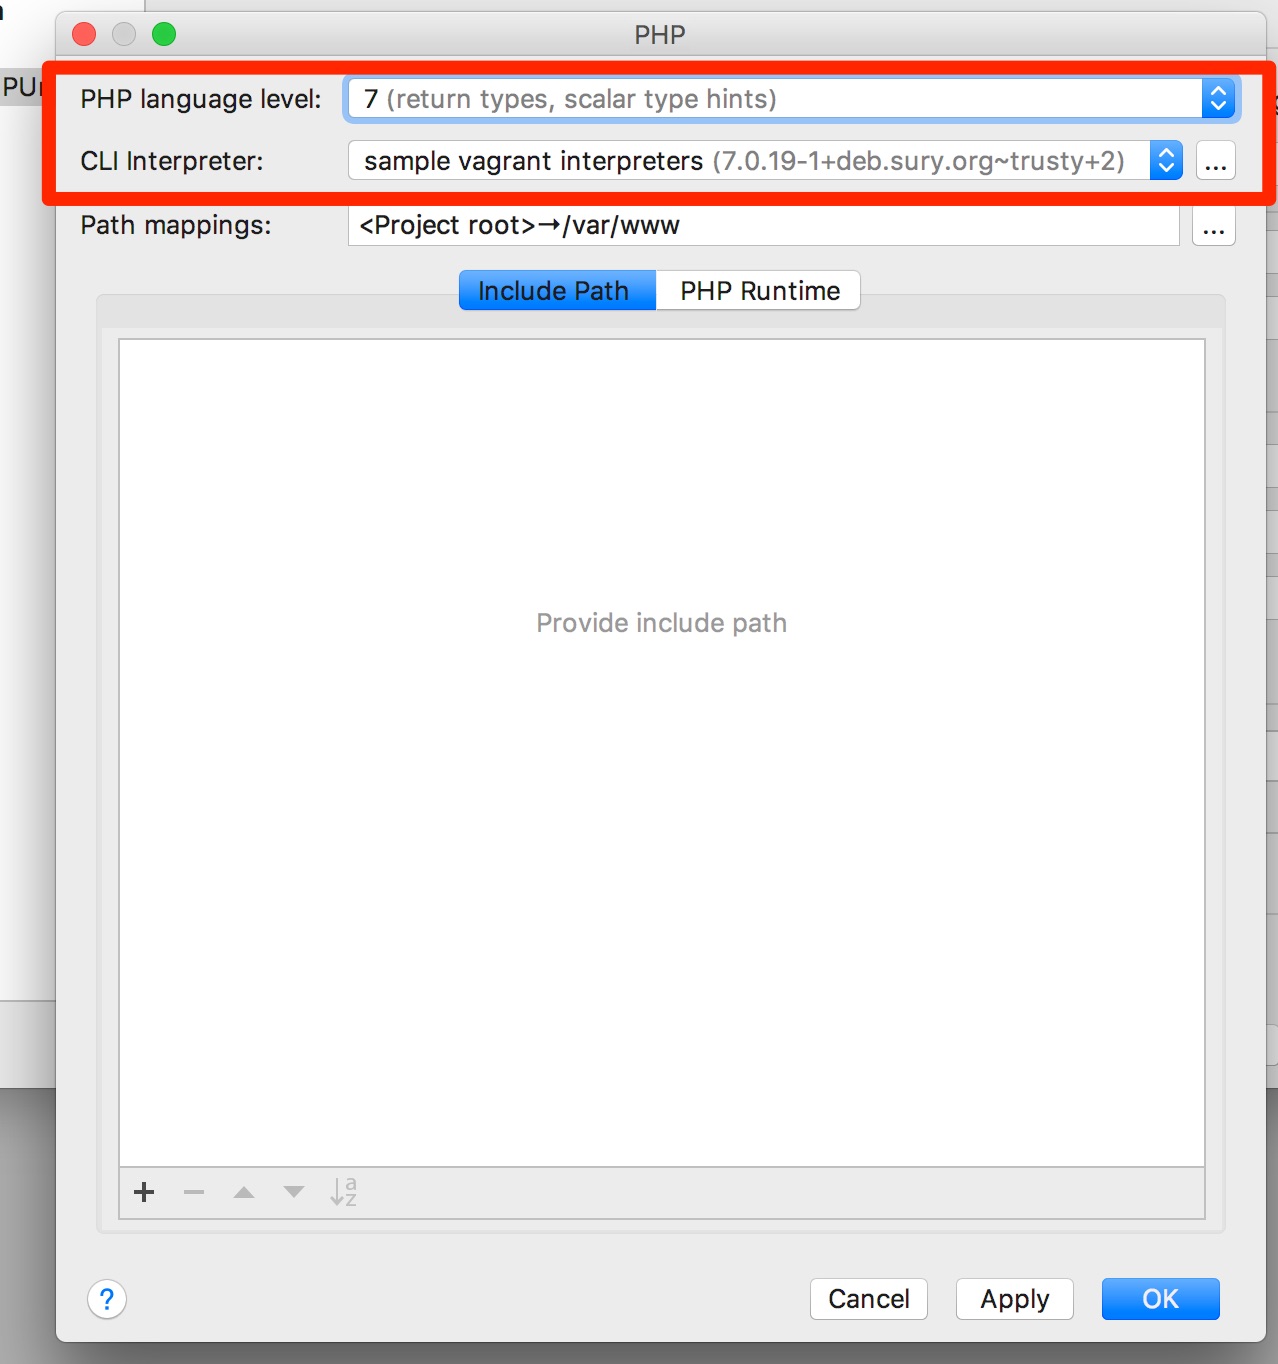 PHP
PHP language level: 7 (return types, scalar type hints)
CLI Interpreter: sample vagrant interpreters (7.0.19-1+deb.sury.org~trusty+2) ...
Path mappings: <Project root>→/var/www ...
Include Path PHP Runtime
Provide include path
+ − a z
? Cancel Apply OK